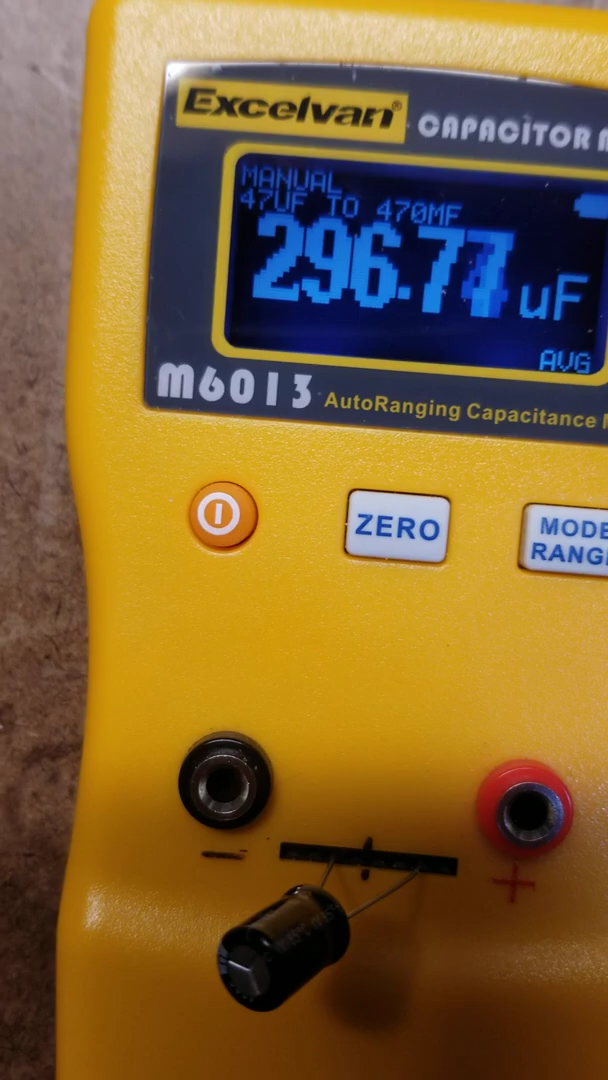 Excelvan®
CAPACITOR
MANUAL
47UF TO 470MF
296.77 uF
AVG
M6013 AutoRanging Capacitance
ZERO
MODE
RANGE
− +